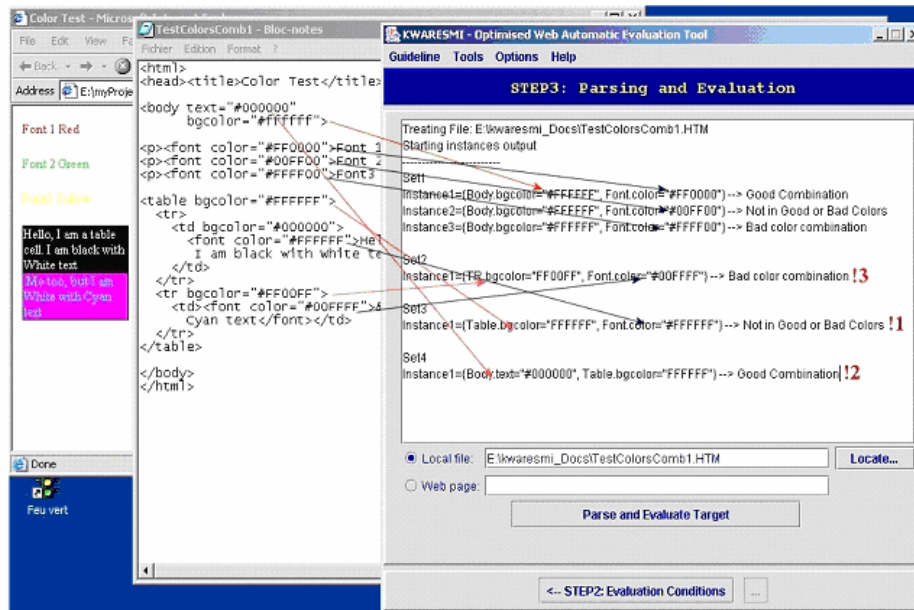 Color Test - Micros
File Edit View Fa
Back
Address E:\myProje
Font 1 Red
Font 2 Green
Font3 Yellow
Hello, I am a table
cell. I am black with
White text
Me too, but I am
White with Cyan
text
Done
Feu vert
TestColorsComb1 - Bloc-notes
Fichier Edition Format ?
<html>
<head><title>Color Test</title>
<body text="#000000"
bgcolor="#ffffff">
<p><font color="#FF0000">Font 1
<p><font color="#00FF00">Font 2
<p><font color="#FFFF00">Font3
<table bgcolor="#FFFFFF">
<tr>
<td bgcolor="#000000">
<font color="#FFFFFF">Hel
I am black with white te
</td>
</tr>
<tr bgcolor="#FF00FF">
<td><font color="#00FFFF">
Cyan text</font></td>
</tr>
</table>
</body>
</html>
KWARESMI - Optimised Web Automatic Evaluation Tool
Guideline Tools Options Help
STEP3: Parsing and Evaluation
Treating File: E:\kwaresmi_Docs\TestColorsComb1.HTM
Starting instances output
-------------------------
Set1
Instance1=(Body.bgcolor="#FFFFFF", Font.color="#FF0000")--> Good Combination
Instance2=(Body.bgcolor="#FFFFFF", Font.color="#00FF00")--> Not in Good or Bad Colors
Instance3=(Body.bgcolor="#FFFFFF", Font.color="#FFFF00")--> Bad color combination
Set2
Instance1=(TR.bgcolor="FF00FF", Font.color="#00FFFF")--> Bad color combination !3
Set3
Instance1=(Table.bgcolor="FFFFFF", Font.color="#FFFFFF")--> Not in Good or Bad Colors !1
Set4
Instance1=(Body.text="#000000", Table.bgcolor="FFFFFF")--> Good Combination !2
Local file: E:\kwaresmi_Docs\TestColorsComb1.HTM Locate...
Web page:
Parse and Evaluate Target
<-- STEP2: Evaluation Conditions ...